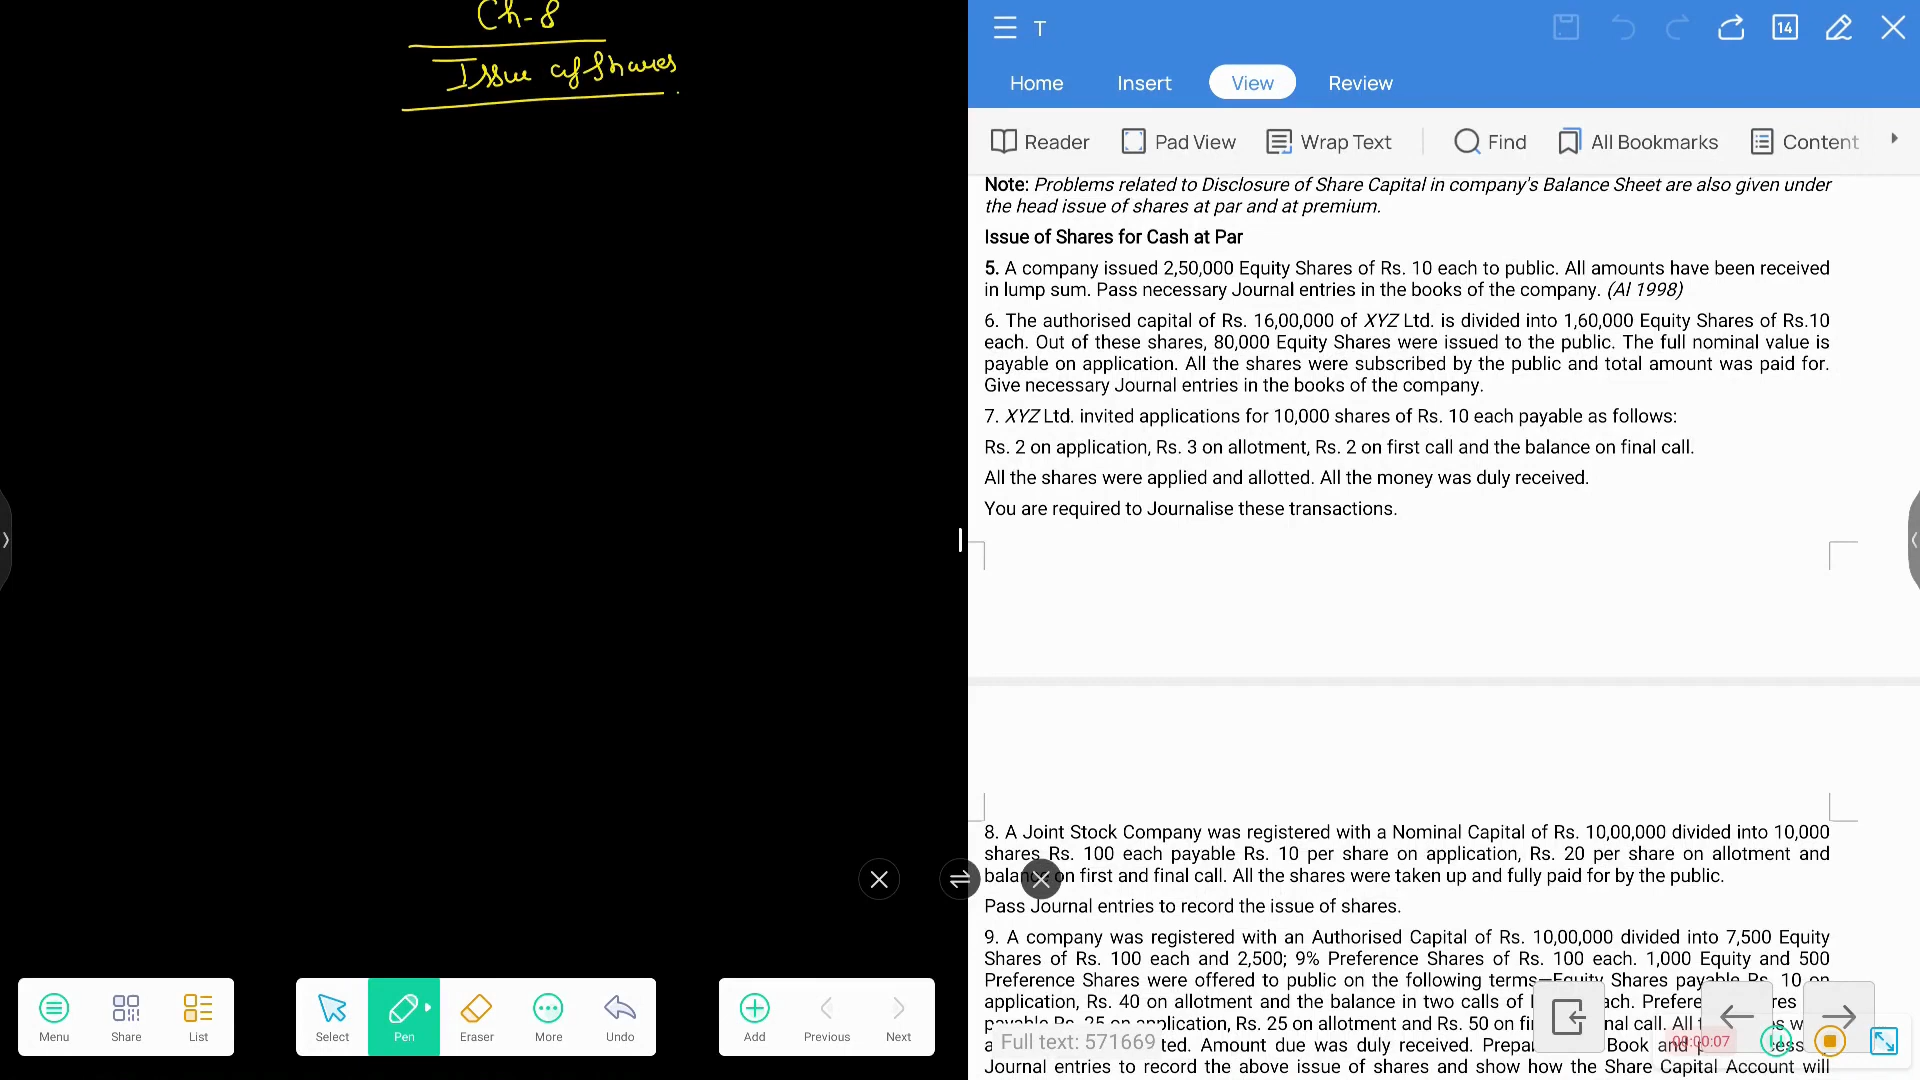 Ch-8
Issue of Shares
T
14
Home Insert View Review
Reader Pad View Wrap Text Find All Bookmarks Content
Note: Problems related to Disclosure of Share Capital in company's Balance Sheet are also given under
the head issue of shares at par and at premium.
Issue of Shares for Cash at Par
5. A company issued 2,50,000 Equity Shares of Rs. 10 each to public. All amounts have been received
in lump sum. Pass necessary Journal entries in the books of the company. (AI 1998)
6. The authorised capital of Rs. 16,00,000 of XYZ Ltd. is divided into 1,60,000 Equity Shares of Rs.10
each. Out of these shares, 80,000 Equity Shares were issued to the public. The full nominal value is
payable on application. All the shares were subscribed by the public and total amount was paid for.
Give necessary Journal entries in the books of the company.
7. XYZ Ltd. invited applications for 10,000 shares of Rs. 10 each payable as follows:
Rs. 2 on application, Rs. 3 on allotment, Rs. 2 on first call and the balance on final call.
All the shares were applied and allotted. All the money was duly received.
You are required to Journalise these transactions.
8. A Joint Stock Company was registered with a Nominal Capital of Rs. 10,00,000 divided into 10,000
shares Rs. 100 each payable Rs. 10 per share on application, Rs. 20 per share on allotment and
balance on first and final call. All the shares were taken up and fully paid for by the public.
Pass Journal entries to record the issue of shares.
9. A company was registered with an Authorised Capital of Rs. 10,00,000 divided into 7,500 Equity
Shares of Rs. 100 each and 2,500; 9% Preference Shares of Rs. 100 each. 1,000 Equity and 500
Preference Shares were offered to public on the following terms—Equity Shares payable Rs. 10 on
application, Rs. 40 on allotment and the balance in two calls of
payable Rs. 25 on application, Rs. 25 on allotment and Rs. 50 on
Full text: 571669 Amount due was duly received. Book and 00:00:07
Journal entries to record the above issue of shares and show how the Share Capital Account will
Menu Share List Select Pen Eraser More Undo Add Previous Next